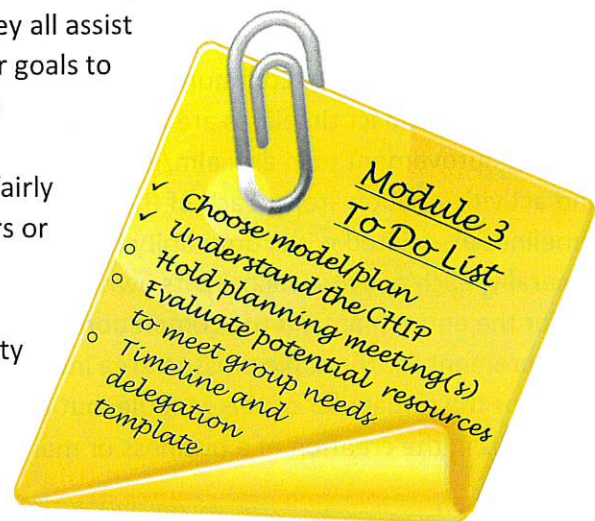 ey all assist
r goals to
airly
rs or
ty
Module 3
To Do List
✓ Choose model/plan
✓ Understand the CHIP
○ Hold planning meeting(s)
○ Evaluate potential resources
to meet group needs
○ Timeline and
delegation
template